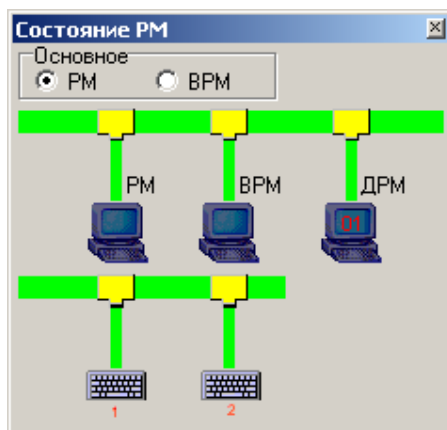 Состояние РМ
Основное
РМ ВРМ
РМ ВРМ ДРМ
01
1 2